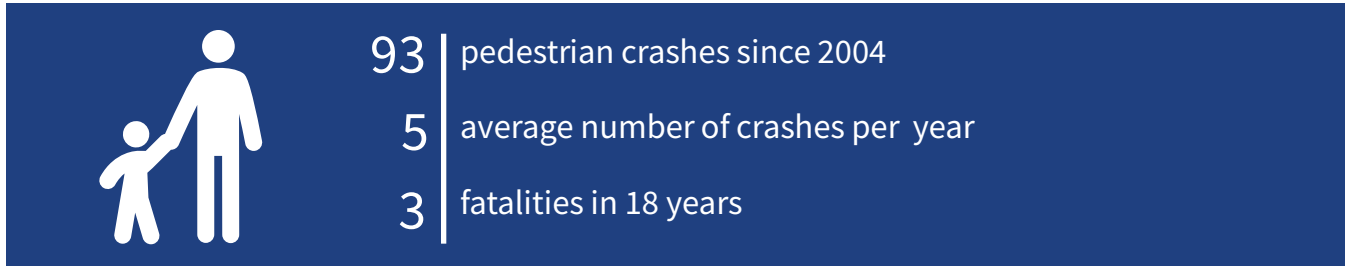 93 pedestrian crashes since 2004
5 average number of crashes per year
3 fatalities in 18 years